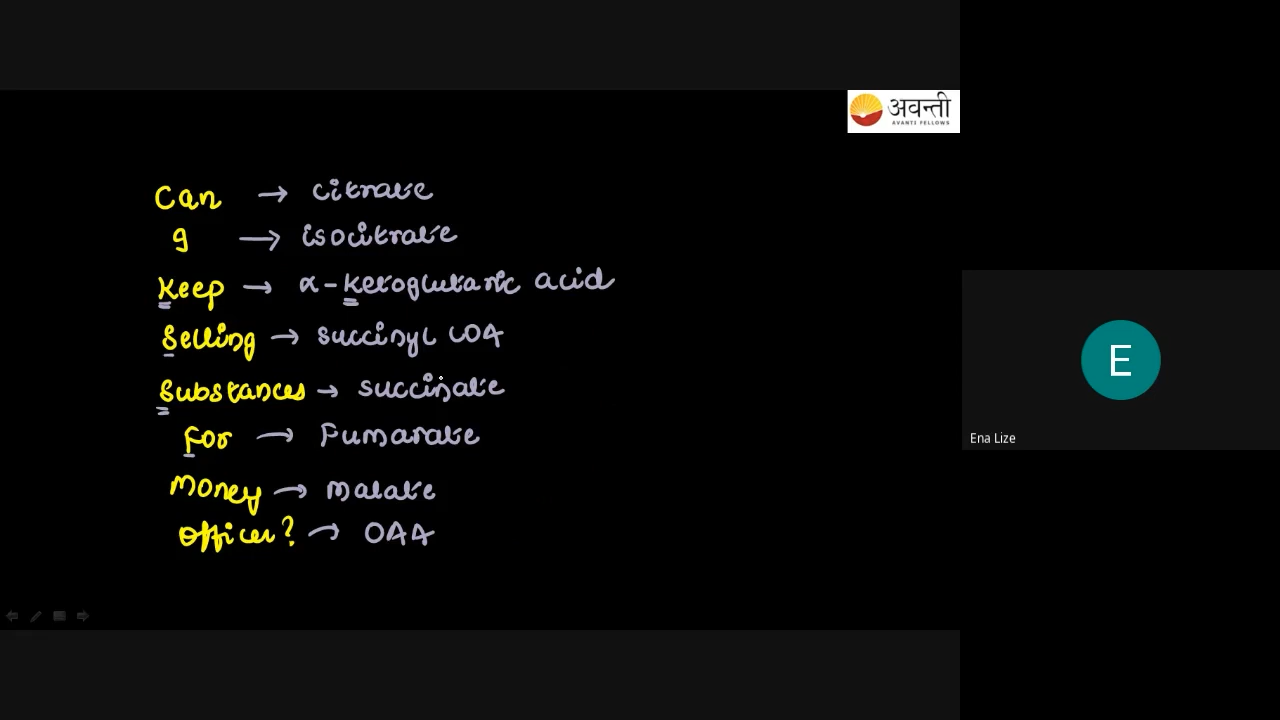 अवन्ती
AVANTI FELLOWS
Can → citrate
I → isocitrate
Keep → α-ketoglutaric acid
Selling → succinyl COA
Substances → succinate
For → Fumarate
Money → Malate
Officer? → OAA
E
Ena Lize